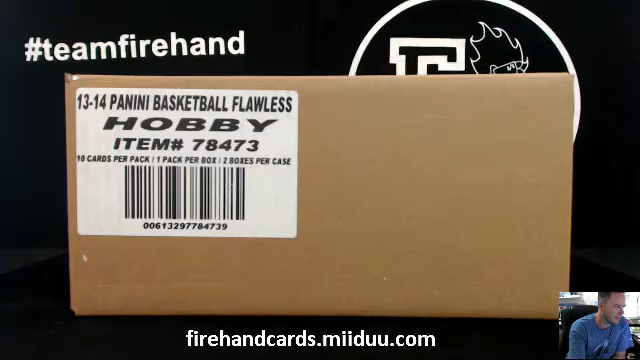 #teamfirehand
F
13-14 PANINI BASKETBALL FLAWLESS
HOBBY
ITEM# 78473
10 CARDS PER PACK / 1 PACK PER BOX / 2 BOXES PER CASE
00613297784739
firehandcards.miiduu.com